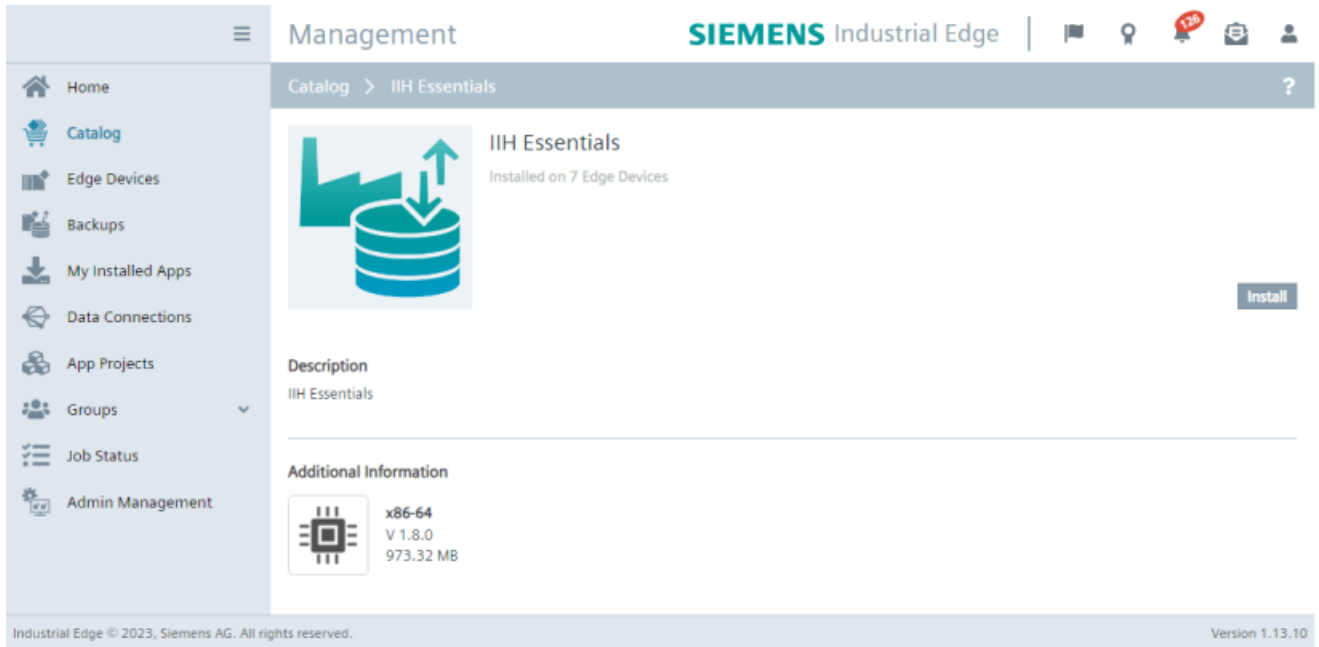 Management
SIEMENS Industrial Edge
126
Home
Catalog
Edge Devices
Backups
My Installed Apps
Data Connections
App Projects
Groups
Job Status
Admin Management
Catalog > IIH Essentials ?
IIH Essentials
Installed on 7 Edge Devices
Install
Description
IIH Essentials
Additional Information
x86-64
V 1.8.0
973.32 MB
Industrial Edge © 2023, Siemens AG. All rights reserved.
Version 1.13.10